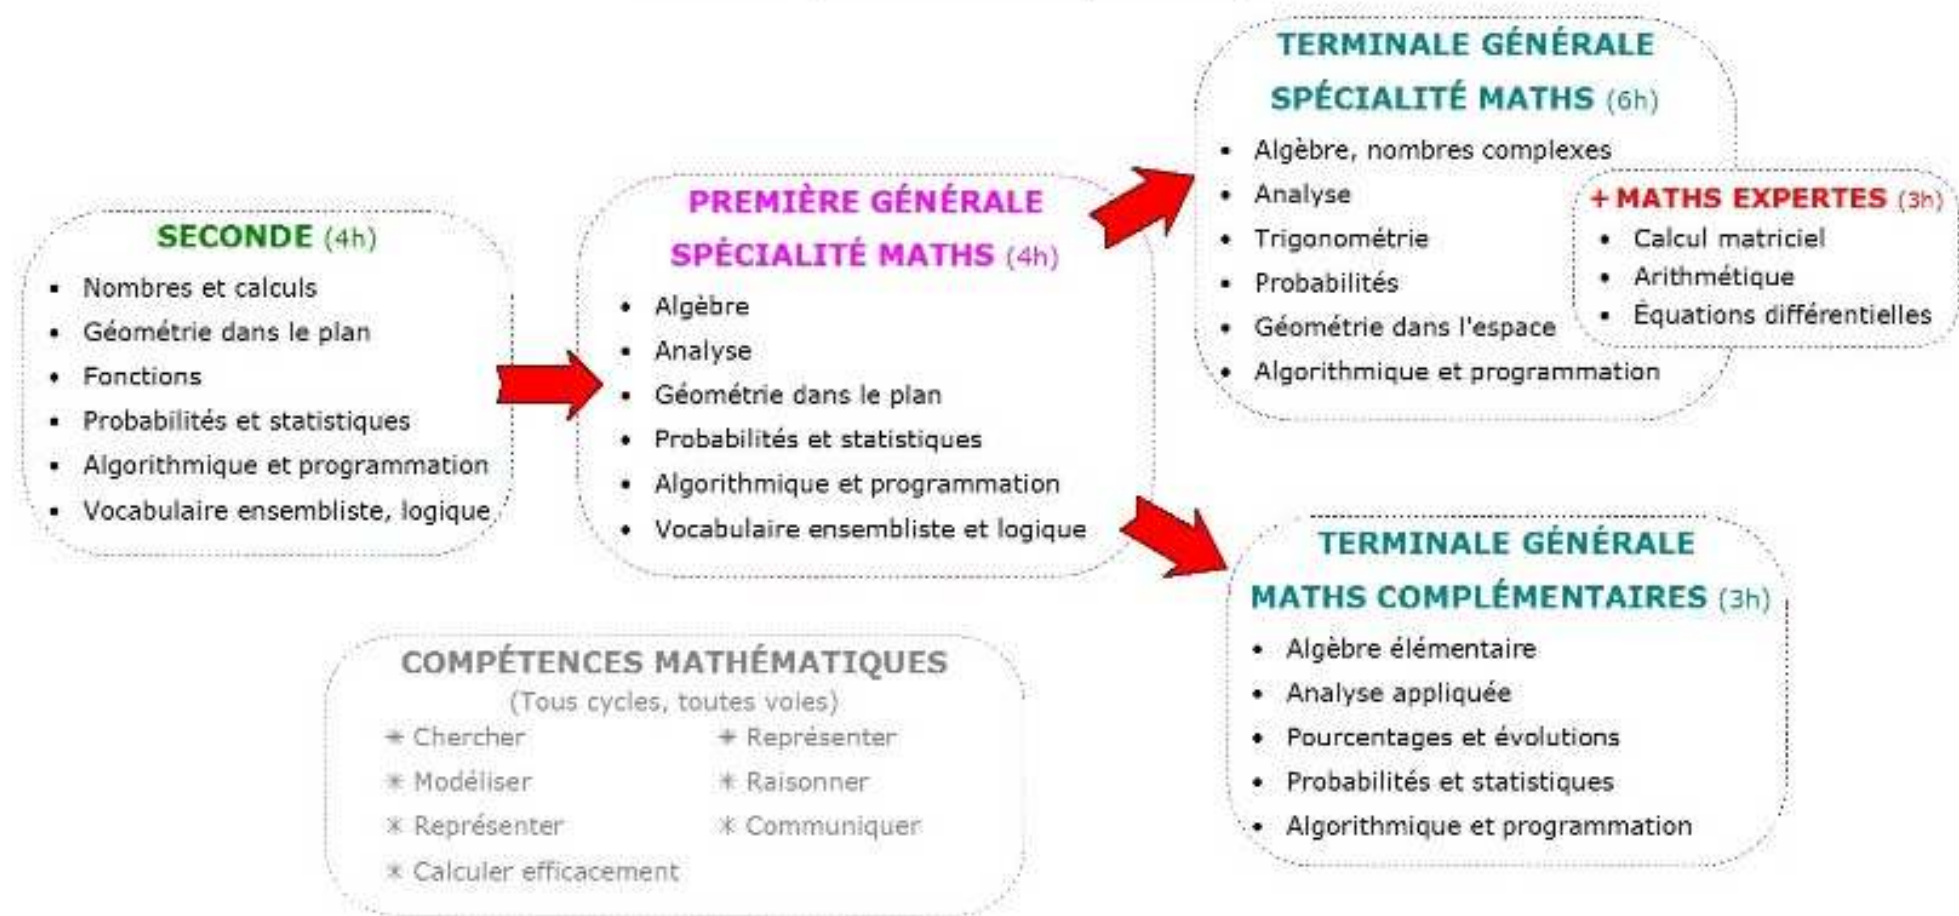 SECONDE (4h)
• Nombres et calculs
• Géométrie dans le plan
• Fonctions
• Probabilités et statistiques
• Algorithmique et programmation
• Vocabulaire ensembliste, logique
PREMIÈRE GÉNÉRALE
SPÉCIALITÉ MATHS (4h)
• Algèbre
• Analyse
• Géométrie dans le plan
• Probabilités et statistiques
• Algorithmique et programmation
• Vocabulaire ensembliste et logique
TERMINALE GÉNÉRALE
SPÉCIALITÉ MATHS (6h)
• Algèbre, nombres complexes
• Analyse
• Trigonométrie
• Probabilités
• Géométrie dans l'espace
• Algorithmique et programmation
+ MATHS EXPERTES (3h)
• Calcul matriciel
• Arithmétique
• Équations différentielles
TERMINALE GÉNÉRALE
MATHS COMPLÉMENTAIRES (3h)
• Algèbre élémentaire
• Analyse appliquée
• Pourcentages et évolutions
• Probabilités et statistiques
• Algorithmique et programmation
COMPÉTENCES MATHÉMATIQUES
(Tous cycles, toutes voies)
* Chercher
* Modéliser
* Représenter
* Calculer efficacement
* Représenter
* Raisonner
* Communiquer